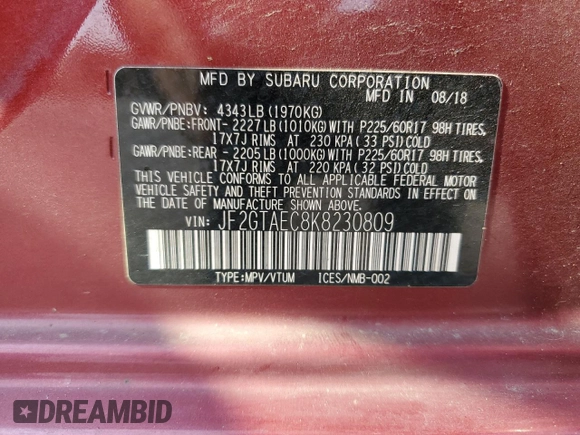 MFD BY SUBARU CORPORATION
MFD IN 08/18
GVWR/PNBV: 4343LB(1970KG)
GAWR/PNBE:FRONT- 2227LB(1010KG)WITH P225/60R17 98H TIRES,
17X7J RIMS AT 230 KPA(33 PSI)COLD
GAWR/PNBE:REAR - 2205LB(1000KG)WITH P225/60R17 98H TIRES,
17X7J RIMS AT 220 KPA(32 PSI)COLD
THIS VEHICLE CONFORMS TO ALL APPLICABLE FEDERAL MOTOR
VEHICLE SAFETY AND THEFT PREVENTION STANDARDS IN EFFECT
ON THE DATE OF MANUFACTURE SHOWN ABOVE.
VIN: JF2GTAEC8K8230809
TYPE:MPV/VTUM ICES/NMB-002
DREAMBID